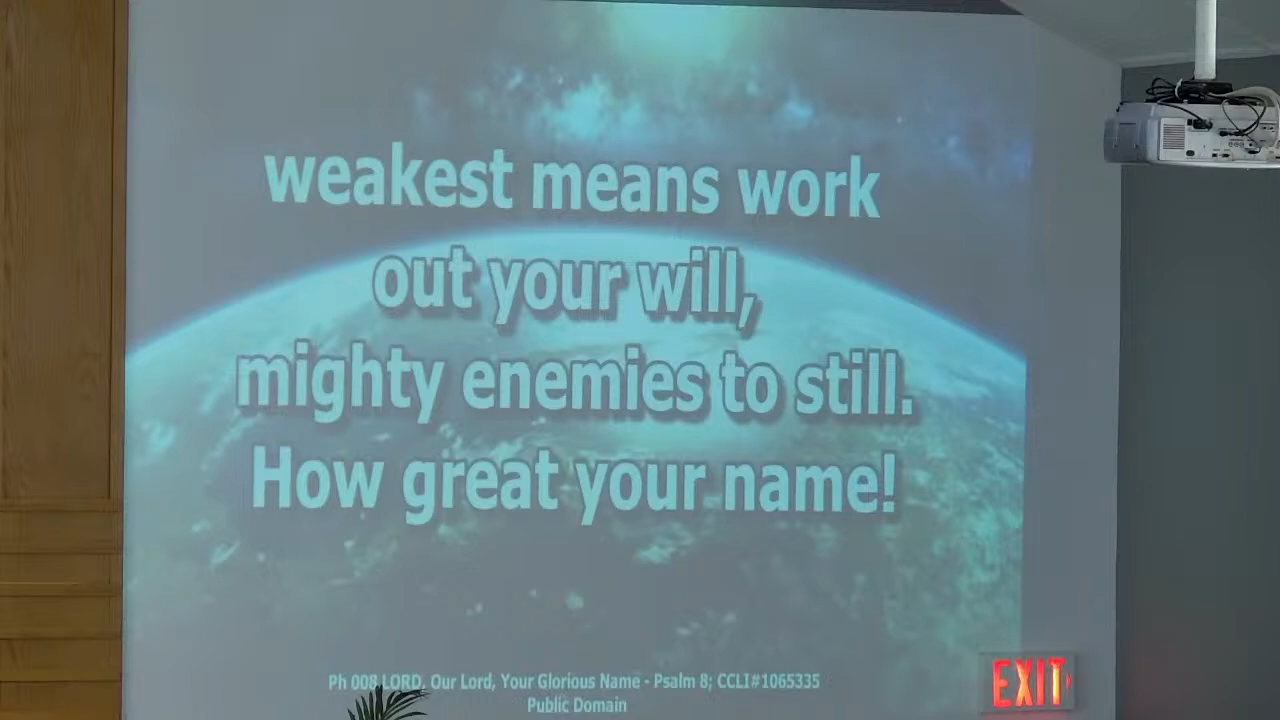 weakest means work
out your will,
mighty enemies to still.
How great your name!
Ph 008 LORD, Our Lord, Your Glorious Name - Psalm 8; CCLI#1065335
Public Domain
EXIT